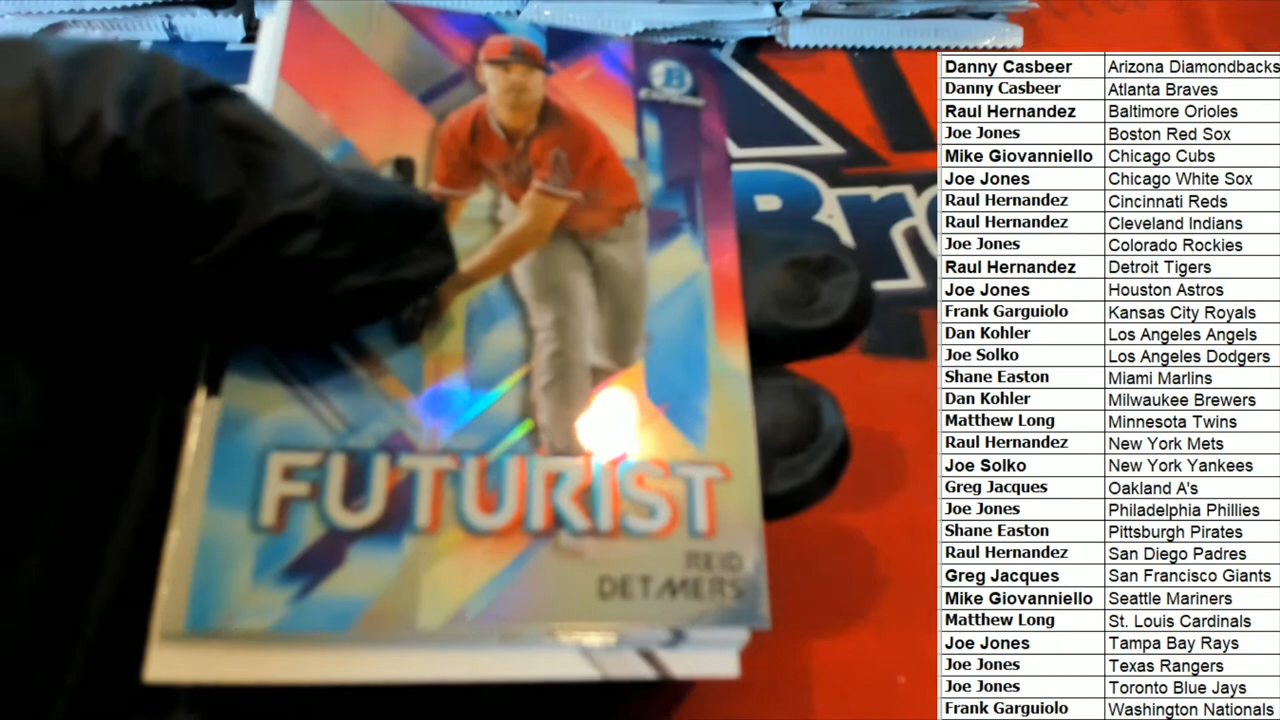 B
Br
FUTURIST
REID
DETMERS
Danny Casbeer Arizona Diamondbacks
Danny Casbeer Atlanta Braves
Raul Hernandez Baltimore Orioles
Joe Jones Boston Red Sox
Mike Giovanniello Chicago Cubs
Joe Jones Chicago White Sox
Raul Hernandez Cincinnati Reds
Raul Hernandez Cleveland Indians
Joe Jones Colorado Rockies
Raul Hernandez Detroit Tigers
Joe Jones Houston Astros
Frank Garguiolo Kansas City Royals
Dan Kohler Los Angeles Angels
Joe Solko Los Angeles Dodgers
Shane Easton Miami Marlins
Dan Kohler Milwaukee Brewers
Matthew Long Minnesota Twins
Raul Hernandez New York Mets
Joe Solko New York Yankees
Greg Jacques Oakland A's
Joe Jones Philadelphia Phillies
Shane Easton Pittsburgh Pirates
Raul Hernandez San Diego Padres
Greg Jacques San Francisco Giants
Mike Giovanniello Seattle Mariners
Matthew Long St. Louis Cardinals
Joe Jones Tampa Bay Rays
Joe Jones Texas Rangers
Joe Jones Toronto Blue Jays
Frank Garguiolo Washington Nationals